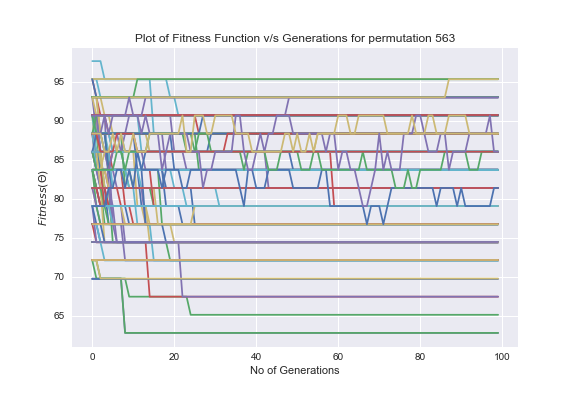 Plot of Fitness Function v/s Generations for permutation 563
Fitness(Θ)
95
90
85
80
75
70
65
0 20 40 60 80 100
No of Generations